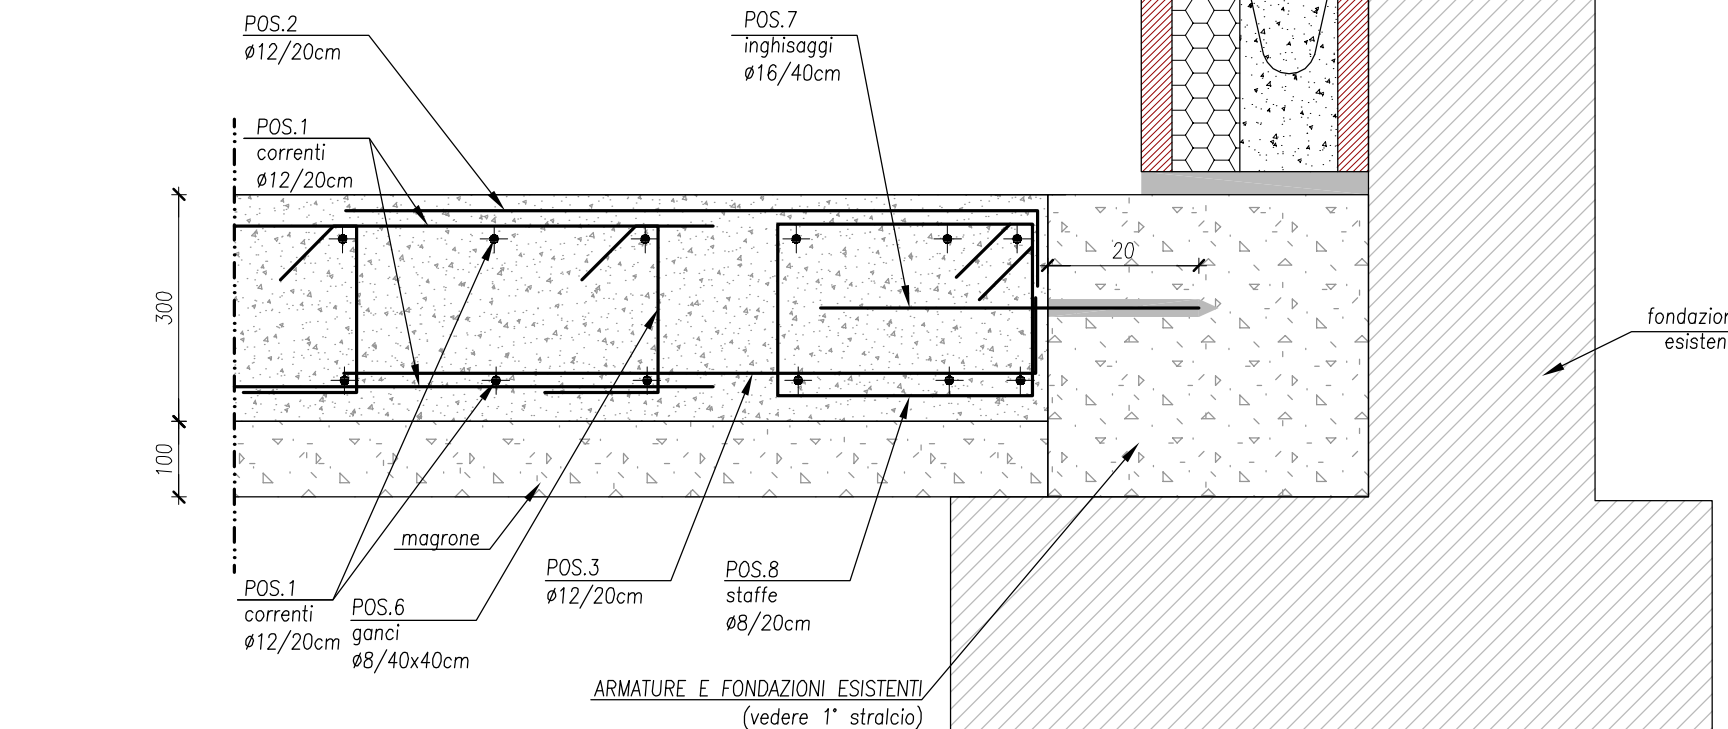 POS.2
ø12/20cm
POS.7
inghisaggi
ø16/40cm
POS.1
correnti
ø12/20cm
20
300
100
fondazion
esisten
magrone
POS.1
correnti
ø12/20cm
POS.6
ganci
ø8/40x40cm
POS.3
ø12/20cm
POS.8
staffe
ø8/20cm
ARMATURE E FONDAZIONI ESISTENTI
(vedere 1° stralcio)